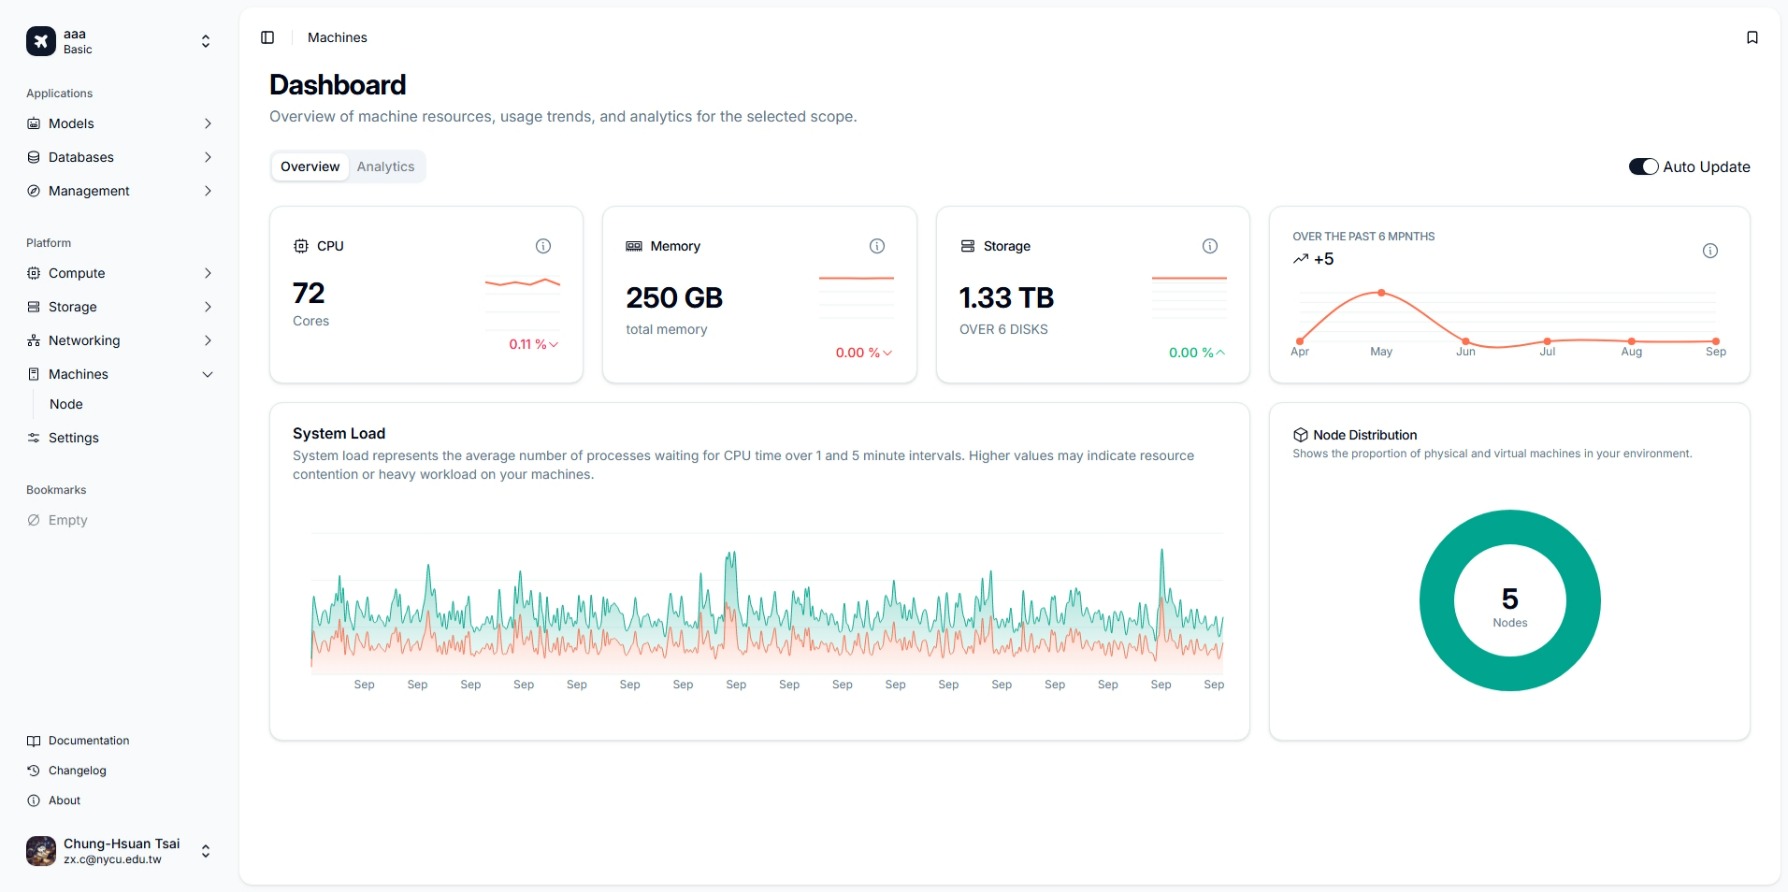 aaa
Basic
Applications
Models
Databases
Management
Platform
Compute
Storage
Networking
Machines
Node
Settings
Bookmarks
Empty
Documentation
Changelog
About
Chung-Hsuan Tsai
zx.c@nycu.edu.tw
Machines
Dashboard
Overview of machine resources, usage trends, and analytics for the selected scope.
Overview Analytics
Auto Update
CPU
72
Cores
0.11 %
Memory
250 GB
total memory
0.00 %
Storage
1.33 TB
OVER 6 DISKS
0.00 %
OVER THE PAST 6 MPNTHS
+5
Apr May Jun Jul Aug Sep
System Load
System load represents the average number of processes waiting for CPU time over 1 and 5 minute intervals. Higher values may indicate resource
contention or heavy workload on your machines.
Sep Sep Sep Sep Sep Sep Sep Sep Sep Sep Sep Sep Sep Sep Sep Sep Sep
Node Distribution
Shows the proportion of physical and virtual machines in your environment.
5
Nodes